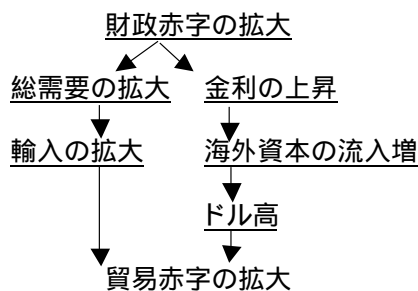 財政赤字の拡大
総需要の拡大 金利の上昇
輸入の拡大 海外資本の流入増
ドル高
貿易赤字の拡大